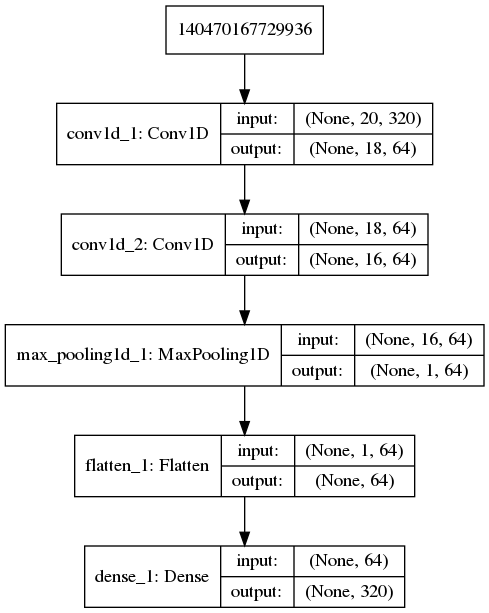 140470167729936
conv1d_1: Conv1D
input:
(None, 20, 320)
output:
(None, 18, 64)
conv1d_2: Conv1D
input:
(None, 18, 64)
output:
(None, 16, 64)
max_pooling1d_1: MaxPooling1D
input:
(None, 16, 64)
output:
(None, 1, 64)
flatten_1: Flatten
input:
(None, 1, 64)
output:
(None, 64)
dense_1: Dense
input:
(None, 64)
output:
(None, 320)